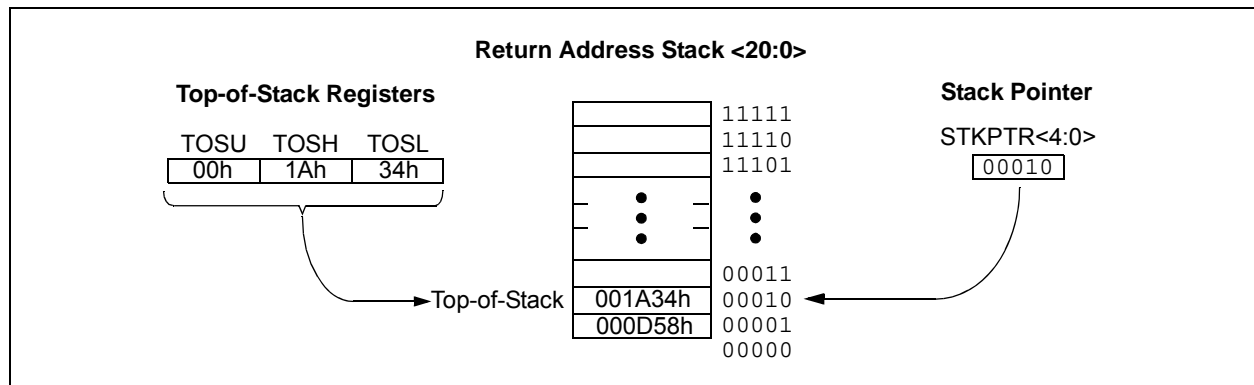 Return Address Stack <20:0>
Top-of-Stack Registers
TOSU TOSH TOSL
00h 1Ah 34h
Stack Pointer
STKPTR<4:0>
00010
11111
11110
11101
00011
Top-of-Stack 001A34h 00010
000D58h 00001
00000